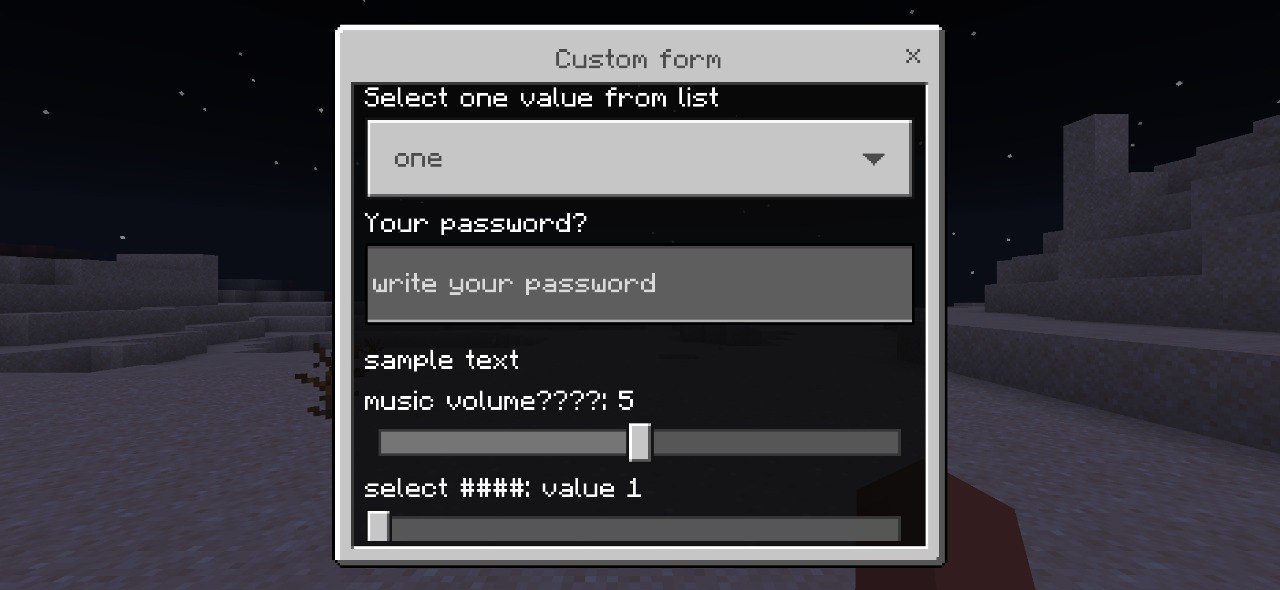 Custom form
Select one value from list
one
Your password?
write your password
sample text
music volume????: 5
select ####: value 1